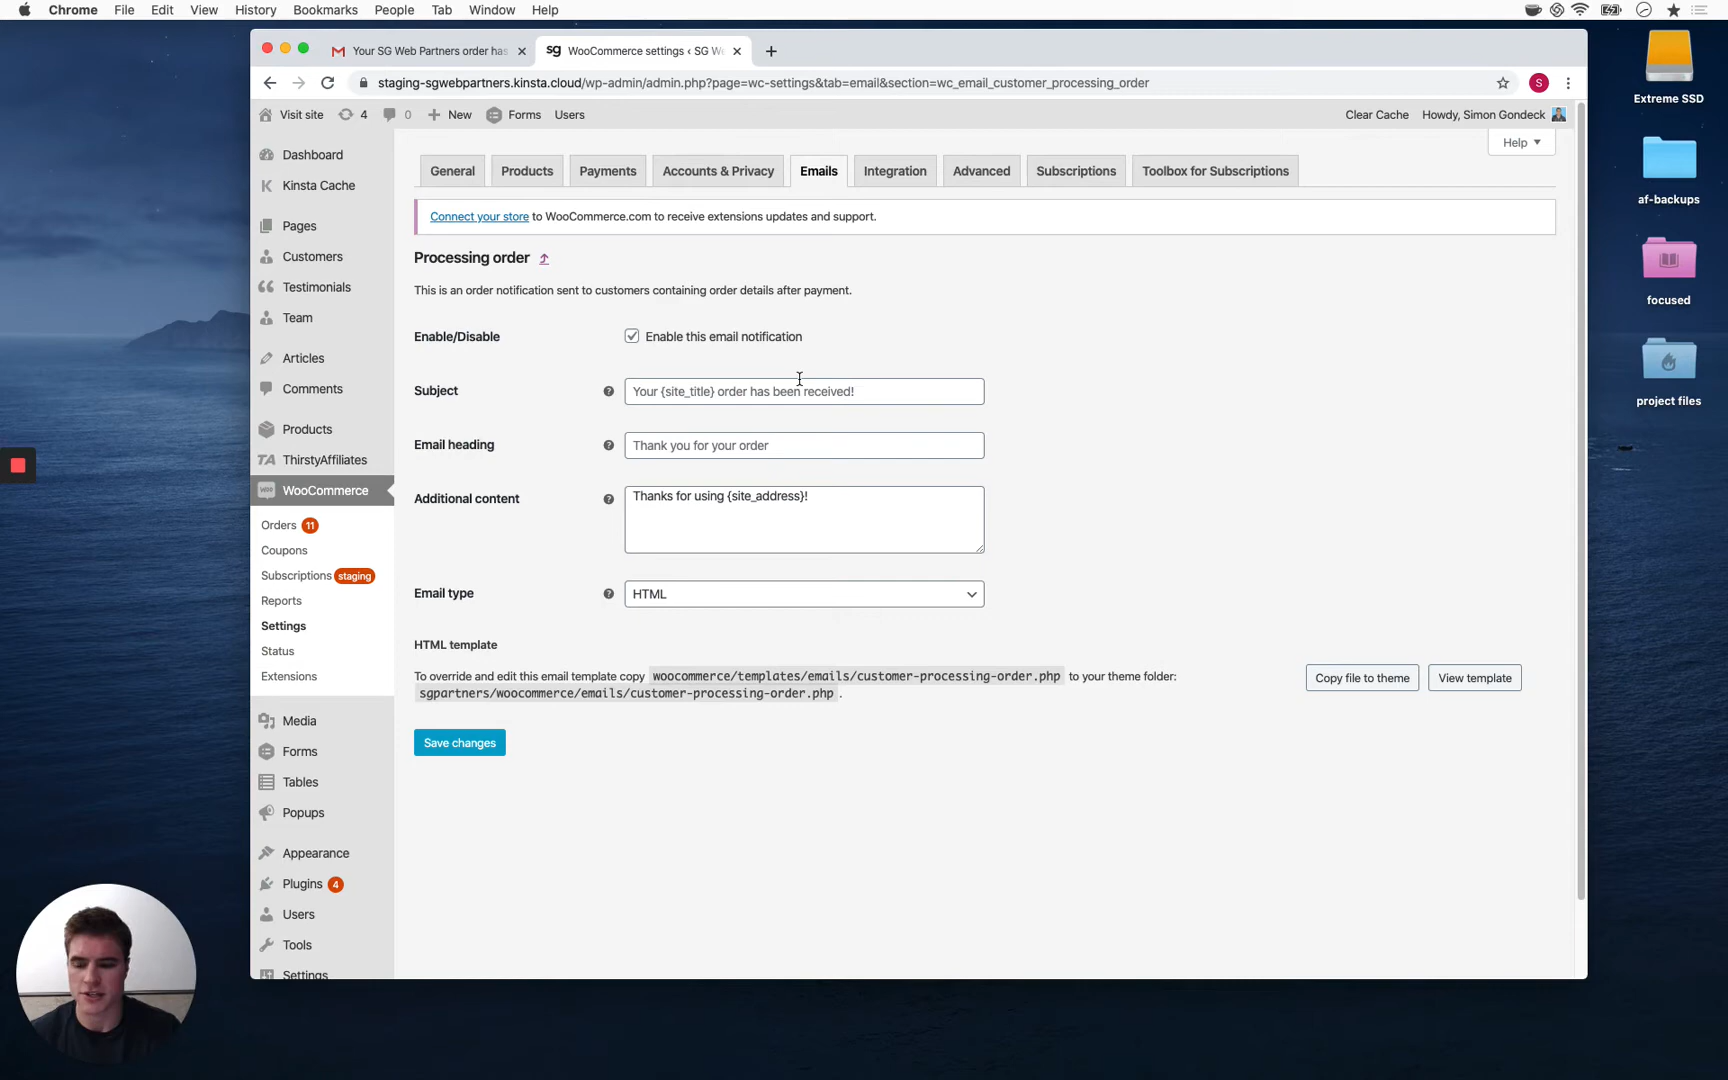 Chrome File Edit View History Bookmarks People Tab Window Help
Your SG Web Partners order has
sg WooCommerce settings ‹ SG We
staging-sgwebpartners.kinsta.cloud/wp-admin/admin.php?page=wc-settings&tab=email&section=wc_email_customer_processing_order
S
Visit site 4 0 New Forms Users Clear Cache Howdy, Simon Gondeck
Help
Dashboard
Kinsta Cache
Pages
Customers
Testimonials
Team
Articles
Comments
Products
TA ThirstyAffiliates
WooCommerce
Orders 11
Coupons
Subscriptions staging
Reports
Settings
Status
Extensions
Media
Forms
Tables
Popups
Appearance
Plugins 4
Users
Tools
Settings
General Products Payments Accounts & Privacy Emails Integration Advanced Subscriptions Toolbox for Subscriptions
Connect your store to WooCommerce.com to receive extensions updates and support.
Processing order
This is an order notification sent to customers containing order details after payment.
Enable/Disable Enable this email notification
Subject Your {site_title} order has been received!
Email heading Thank you for your order
Additional content Thanks for using {site_address}!
Email type HTML
HTML template
To override and edit this email template copy woocommerce/templates/emails/customer-processing-order.php to your theme folder:
sgpartners/woocommerce/emails/customer-processing-order.php .
Copy file to theme View template
Save changes
Extreme SSD
af-backups
focused
project files